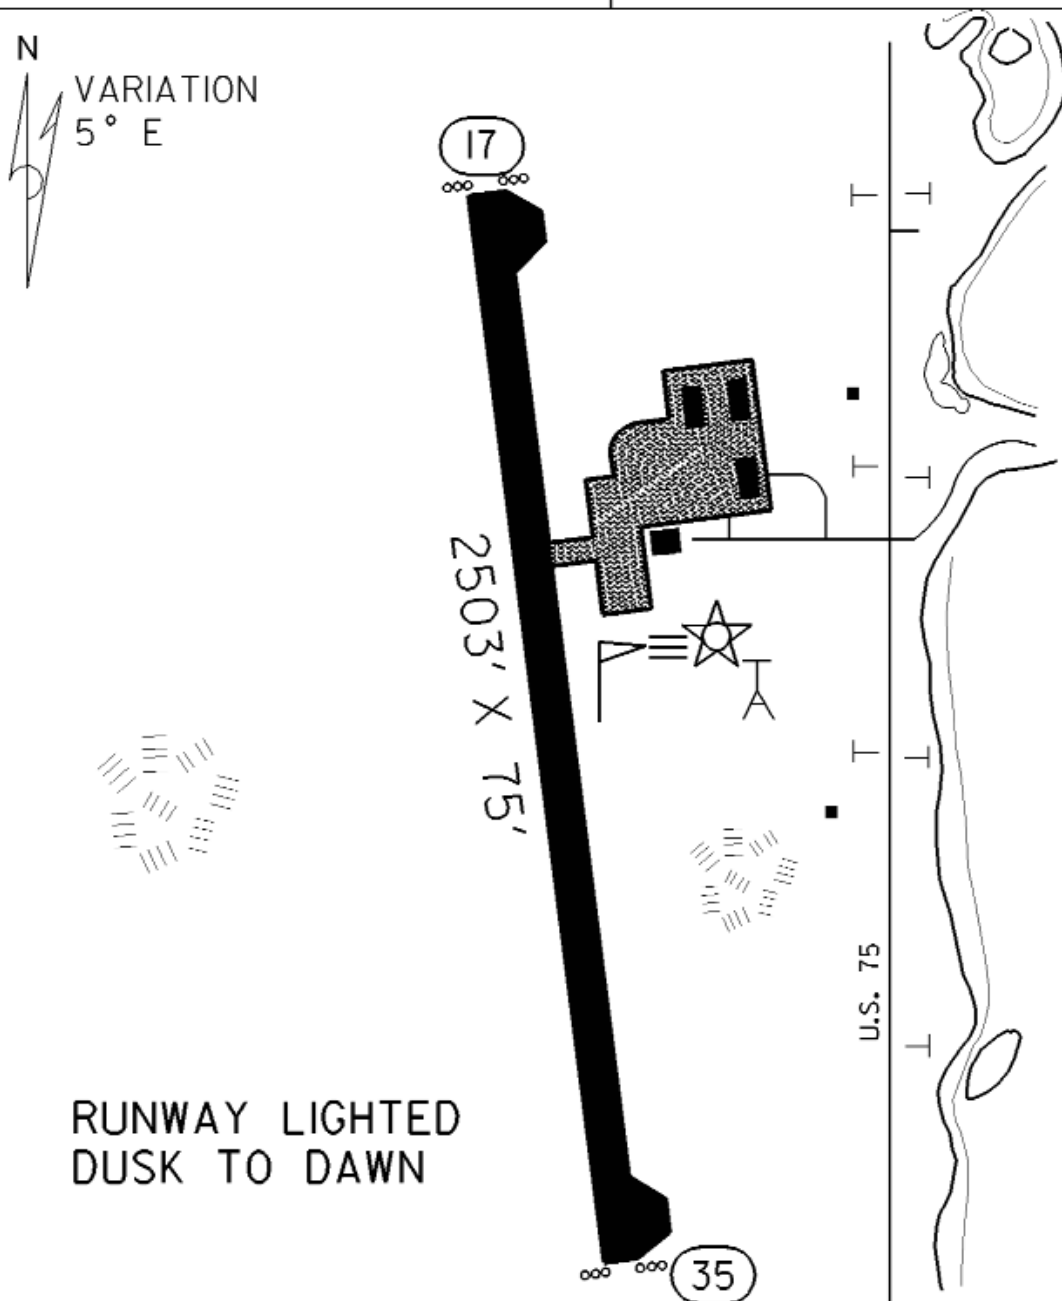 N
VARIATION
5° E
17
2503' X 75'
U.S. 75
RUNWAY LIGHTED
DUSK TO DAWN
35